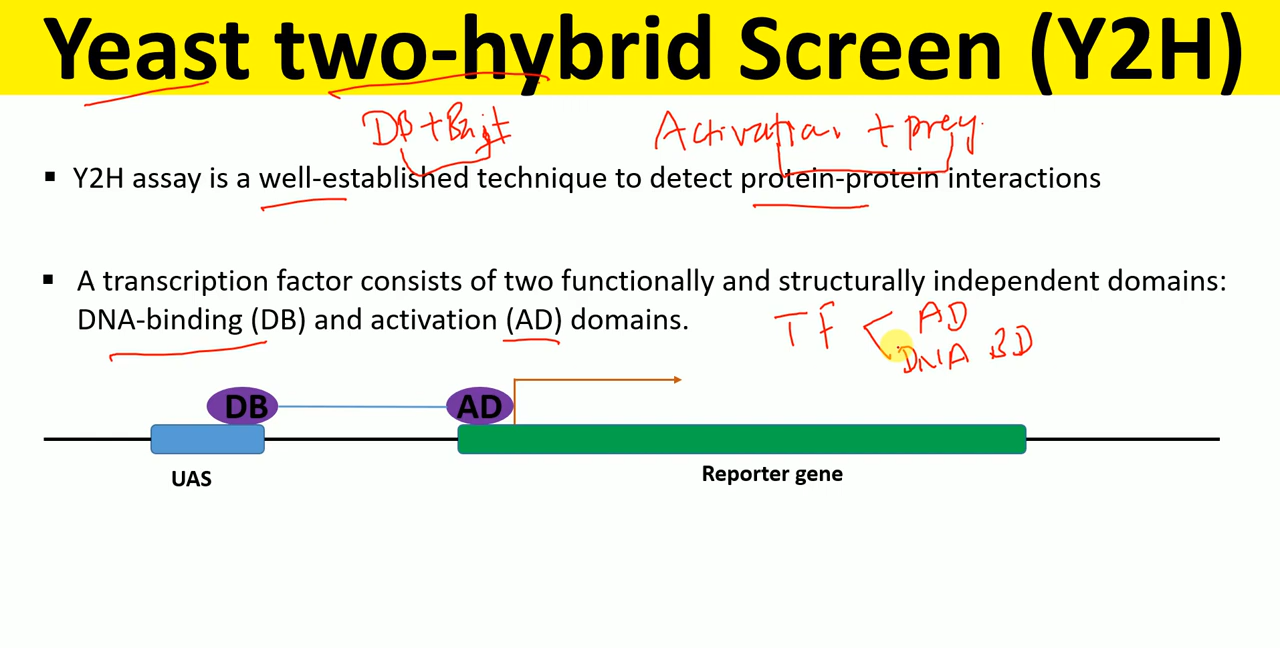 Yeast two-hybrid Screen (Y2H)
DB + Bait
Activation + prey.
▪ Y2H assay is a well-established technique to detect protein-protein interactions
▪ A transcription factor consists of two functionally and structurally independent domains:
DNA-binding (DB) and activation (AD) domains.
TF < AD
DNA BD
DB AD
UAS
Reporter gene